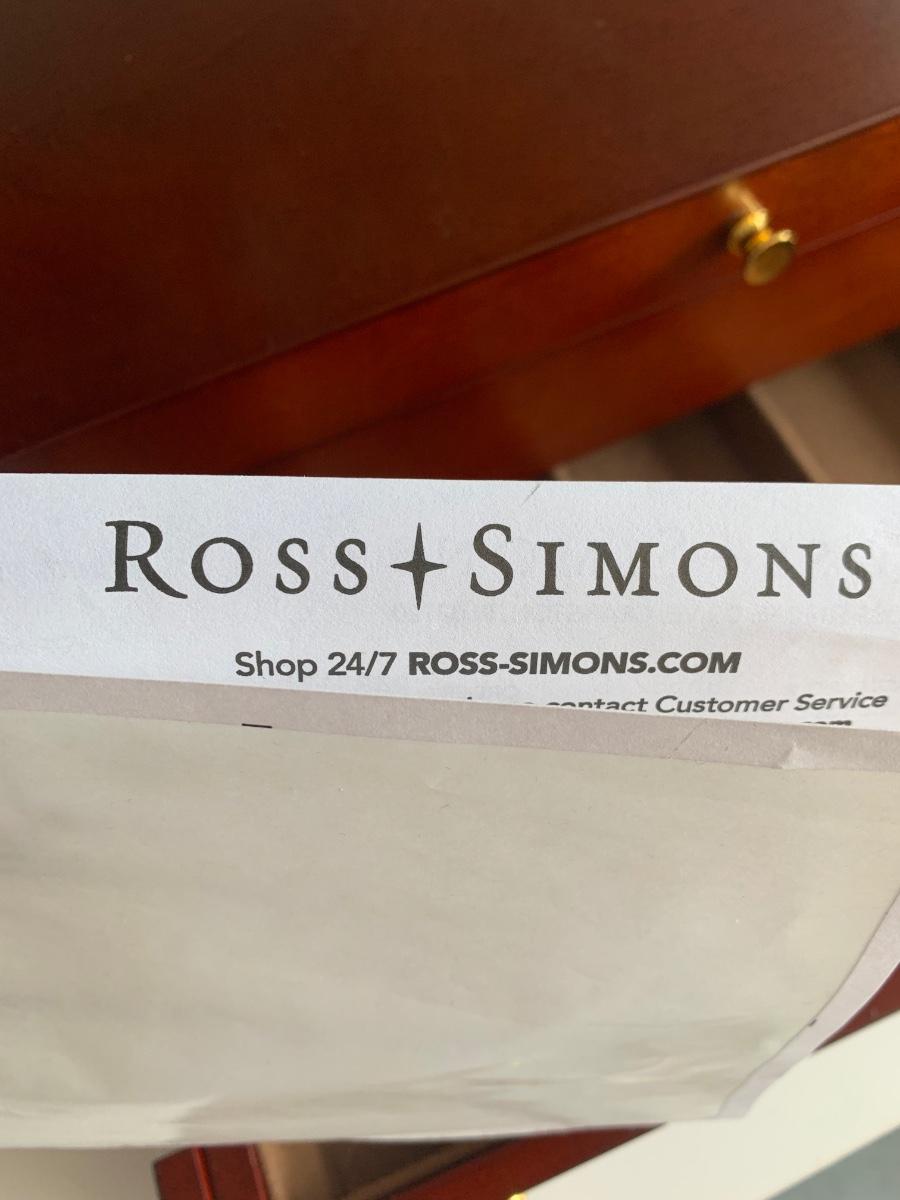 ROSS SIMONS
Shop 24/7 ROSS-SIMONS.COM
contact Customer Service